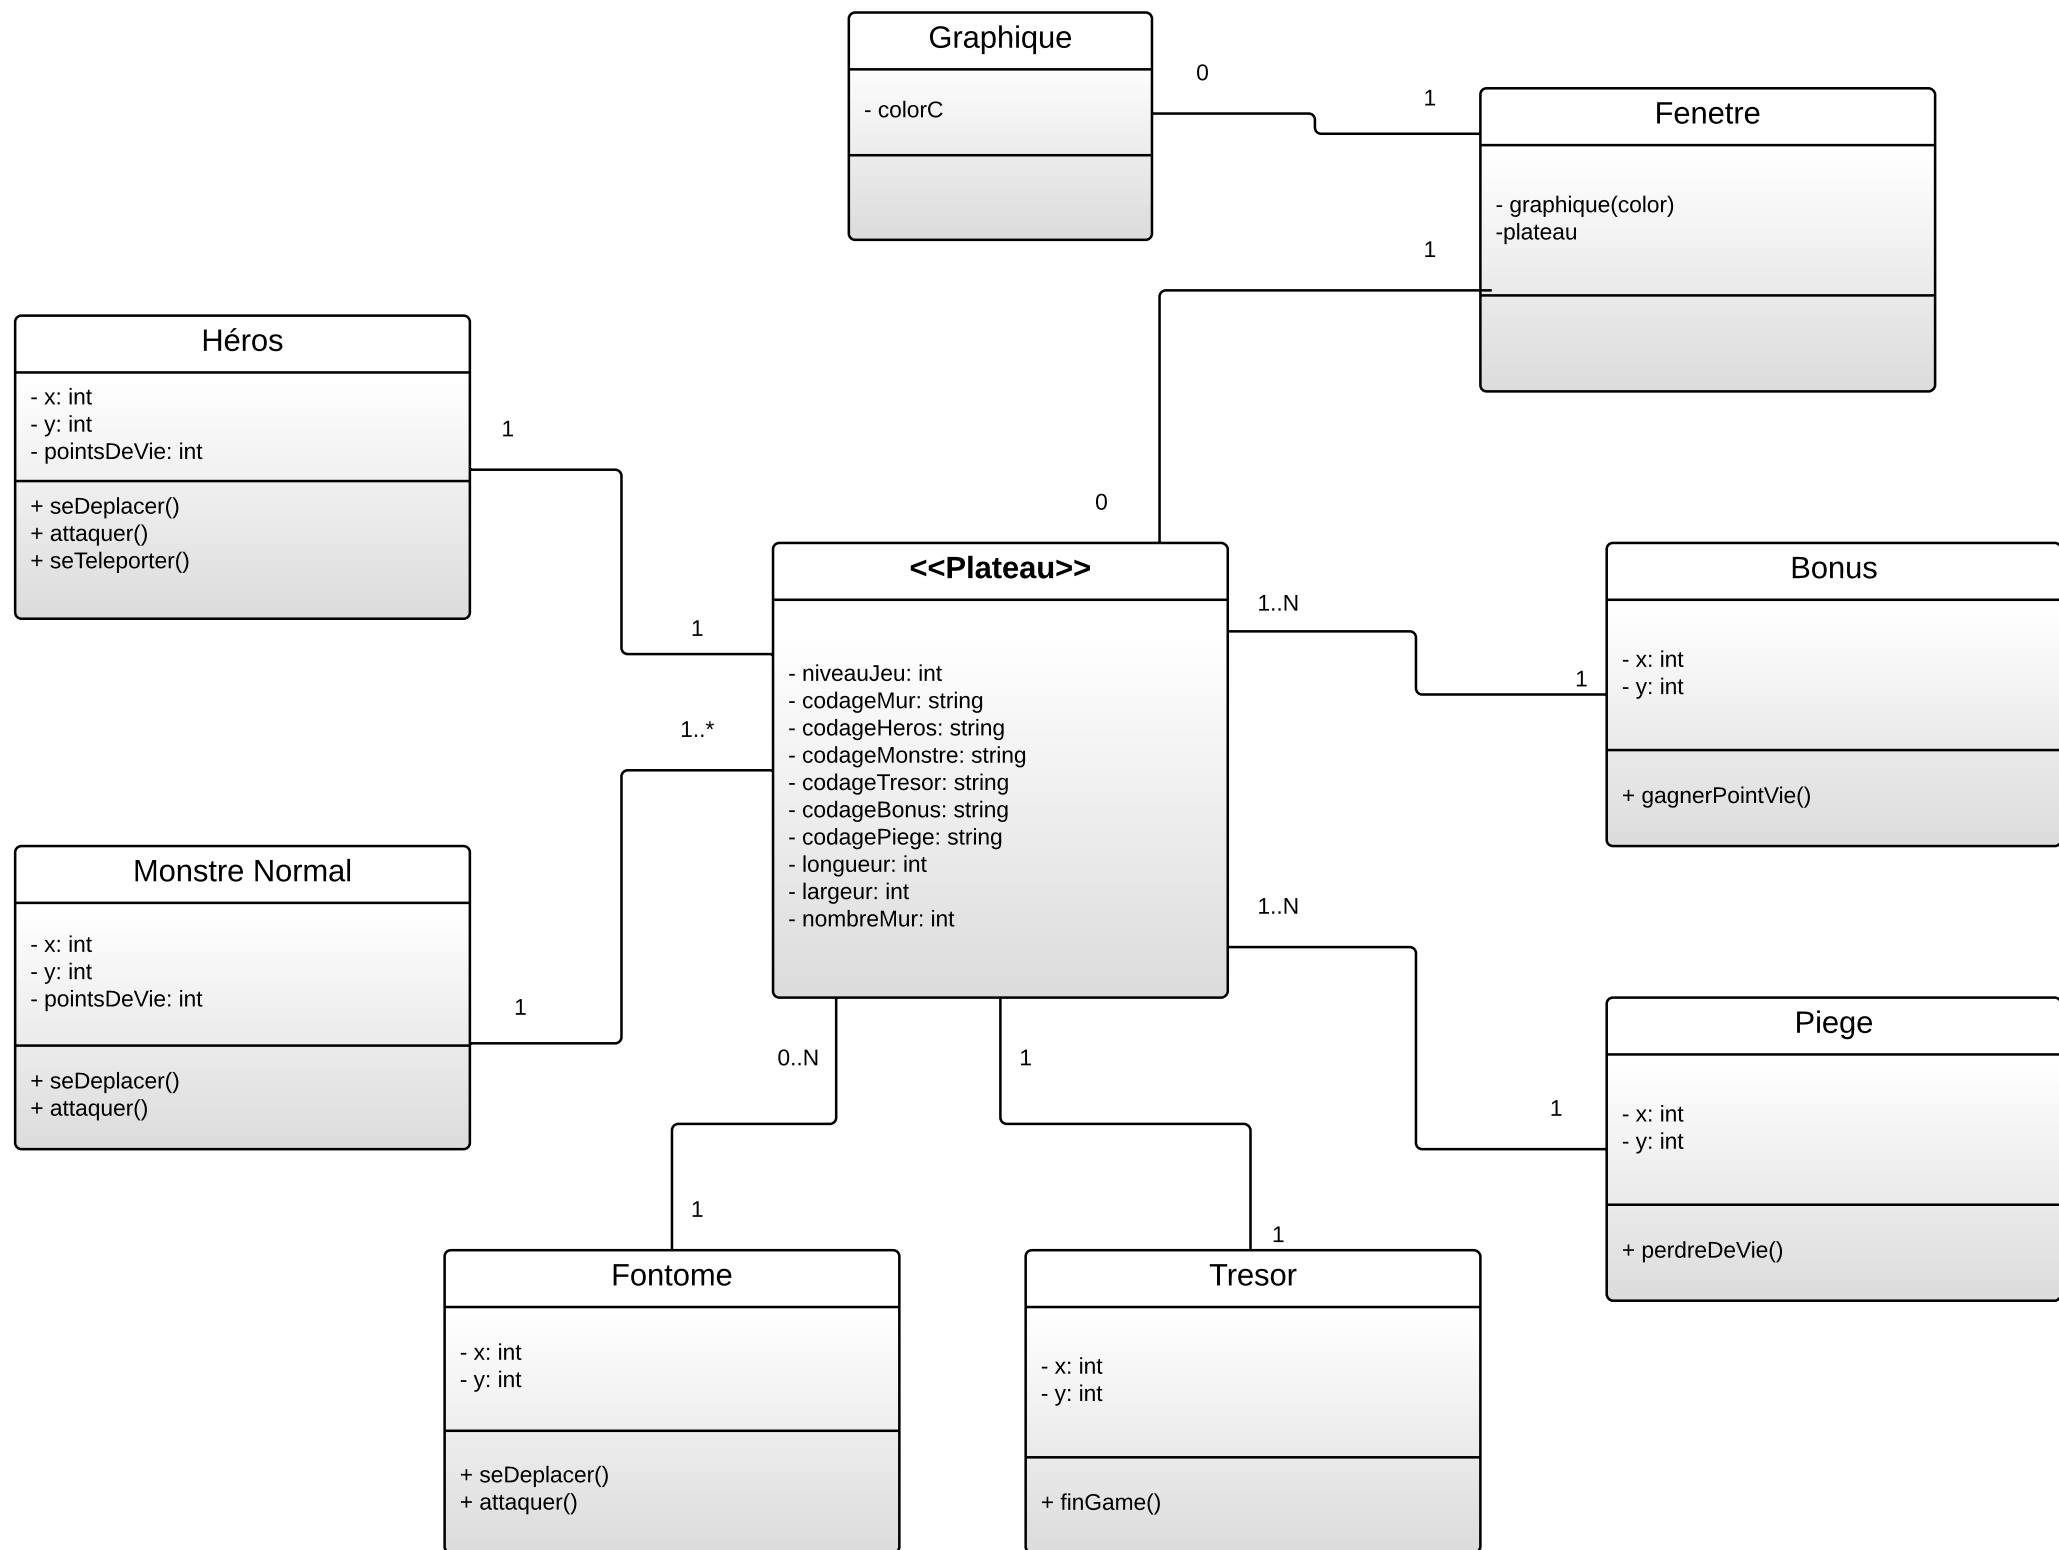 Graphique
- colorC
0
1
Fenetre
- graphique(color)
-plateau
1
0
Héros
- x: int
- y: int
- pointsDeVie: int
+ seDeplacer()
+ attaquer()
+ seTeleporter()
1
1
<<Plateau>>
- niveauJeu: int
- codageMur: string
- codageHeros: string
- codageMonstre: string
- codageTresor: string
- codageBonus: string
- codagePiege: string
- longueur: int
- largeur: int
- nombreMur: int
1..N
1
Bonus
- x: int
- y: int
+ gagnerPointVie()
1..*
1
Monstre Normal
- x: int
- y: int
- pointsDeVie: int
+ seDeplacer()
+ attaquer()
1..N
1
Piege
- x: int
- y: int
+ perdreDeVie()
0..N
1
Fontome
- x: int
- y: int
+ seDeplacer()
+ attaquer()
1
1
Tresor
- x: int
- y: int
+ finGame()